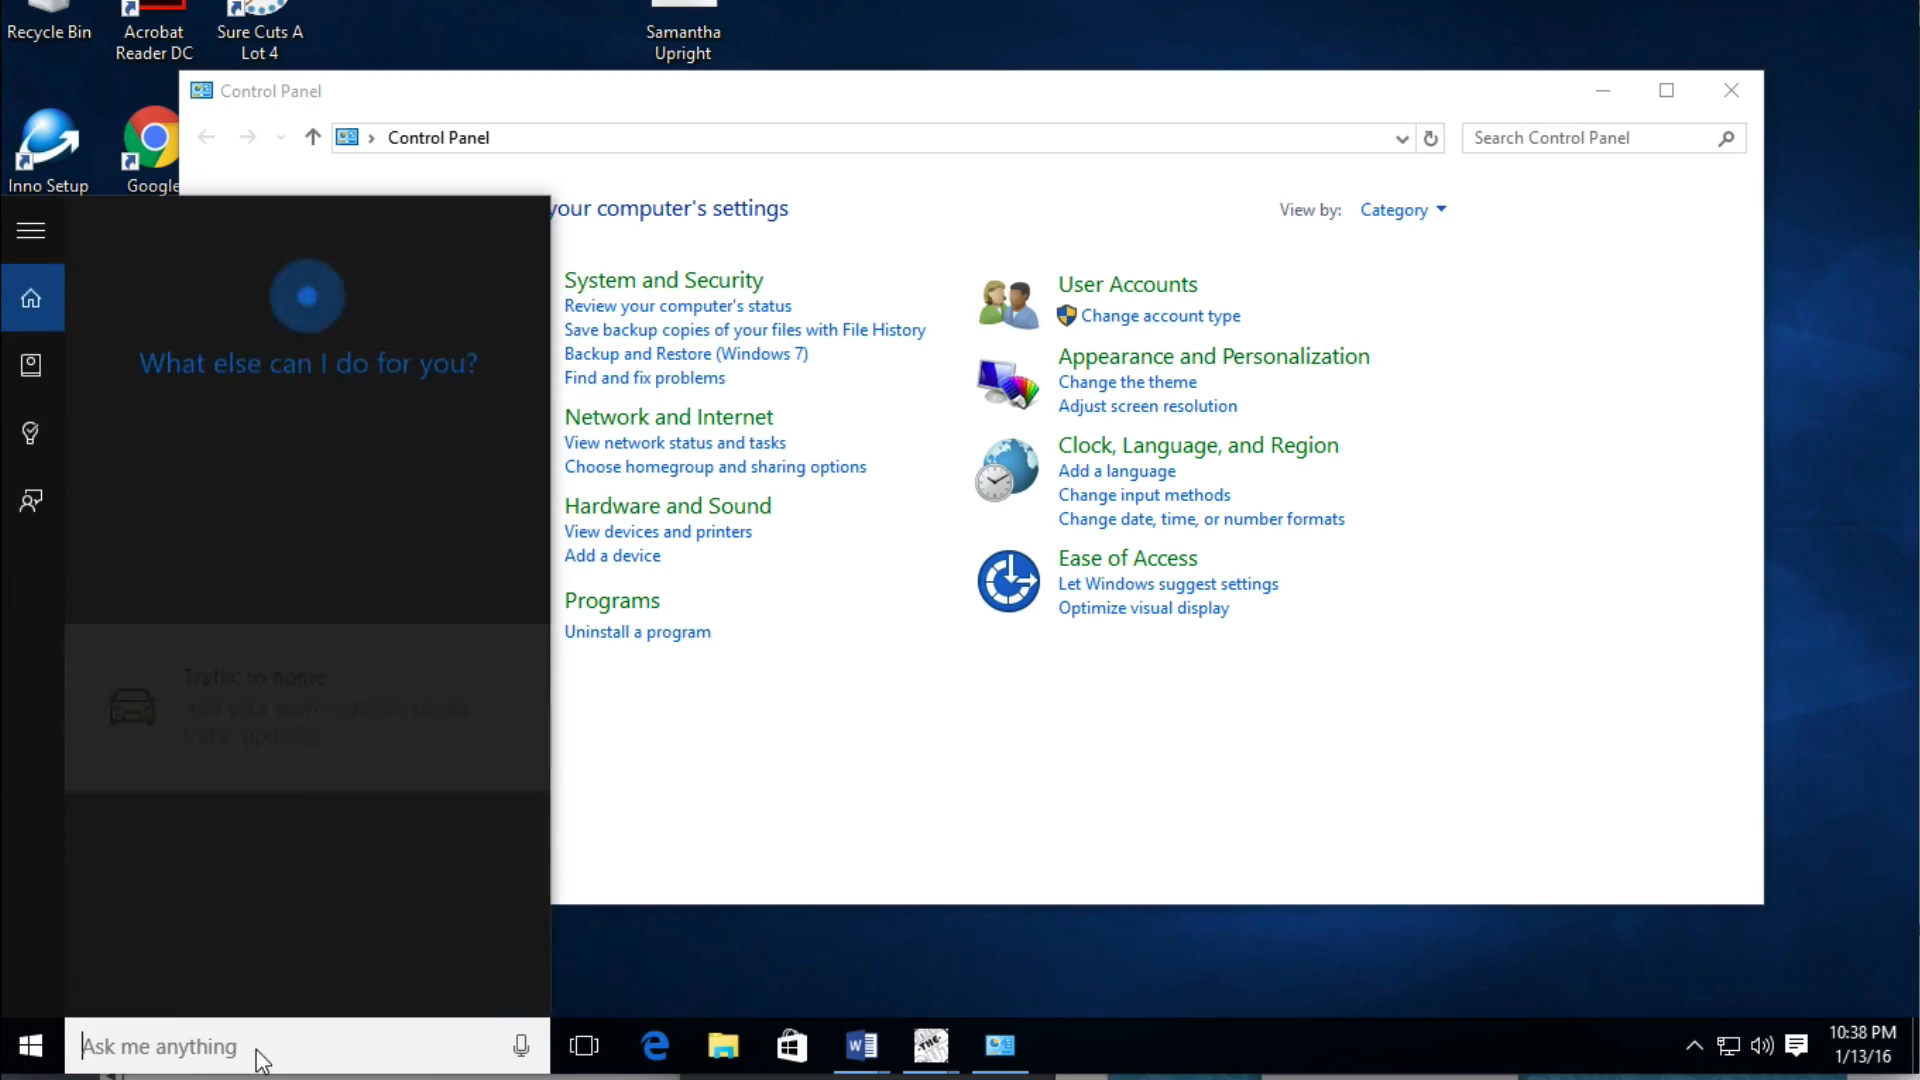 Recycle Bin
Acrobat
Reader DC
Sure Cuts A
Lot 4
Samantha
Upright
Inno Setup
Google
Control Panel
Control Panel
Search Control Panel
your computer's settings
View by: Category
System and Security
Review your computer's status
Save backup copies of your files with File History
Backup and Restore (Windows 7)
Find and fix problems
Network and Internet
View network status and tasks
Choose homegroup and sharing options
Hardware and Sound
View devices and printers
Add a device
Programs
Uninstall a program
User Accounts
Change account type
Appearance and Personalization
Change the theme
Adjust screen resolution
Clock, Language, and Region
Add a language
Change input methods
Change date, time, or number formats
Ease of Access
Let Windows suggest settings
Optimize visual display
What else can I do for you?
Traffic to home
Ask me anything
10:38 PM
1/13/16